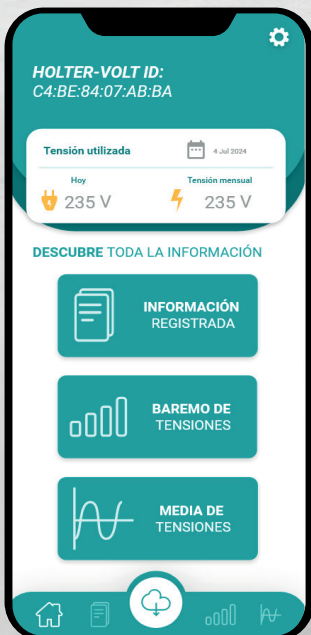 HOLTER-VOLT ID:
C4:BE:84:07:AB:BA
Tensión utilizada
4 Jul 2024
Hoy
235 V
Tensión mensual
235 V
DESCUBRE TODA LA INFORMACIÓN
INFORMACIÓN
REGISTRADA
BAREMO DE
TENSIONES
MEDIA DE
TENSIONES